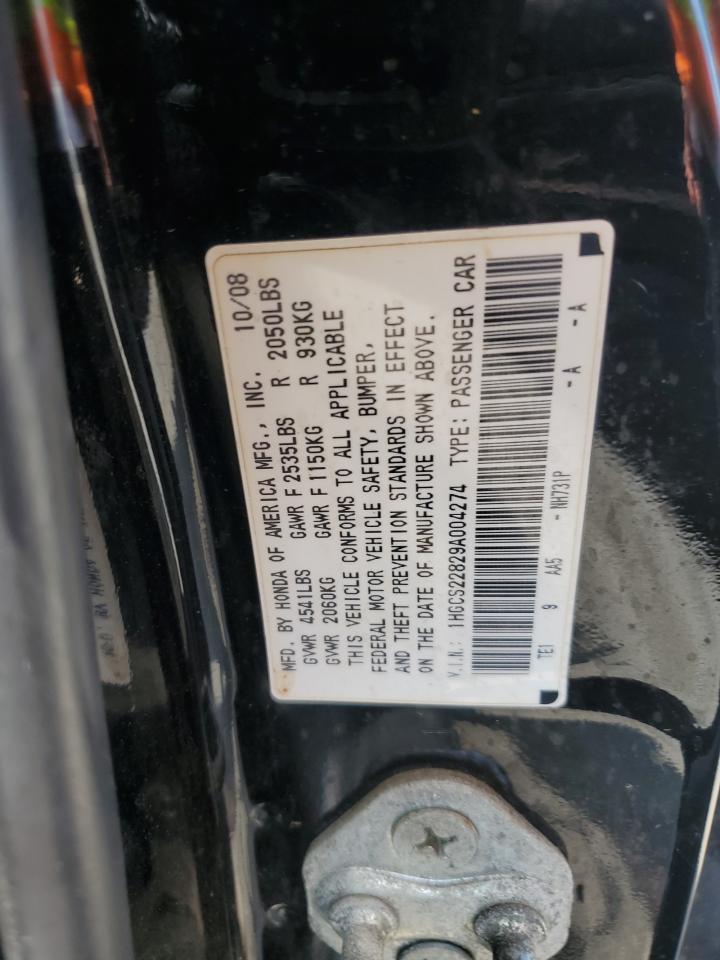 MFD. BY HONDA OF AMERICA MFG., INC. 10/08
GVWR 4541LBS GAWR F 2535LBS R 2050LBS
GVWR 2060KG GAWR F 1150KG R 930KG
THIS VEHICLE CONFORMS TO ALL APPLICABLE
FEDERAL MOTOR VEHICLE SAFETY, BUMPER,
AND THEFT PREVENTION STANDARDS IN EFFECT
ON THE DATE OF MANUFACTURE SHOWN ABOVE.
V.I.N.: 1HGCS22829A004274 TYPE: PASSENGER CAR
TE1 9 AA5 - NH731P - A - A